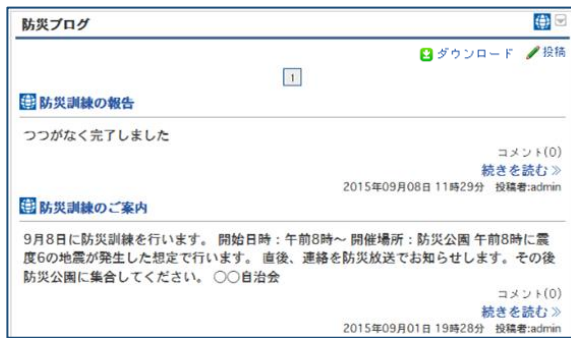 防災ブログ
ダウンロード 投稿
1
防災訓練の報告
つつがなく完了しました
コメント(0)
続きを読む≫
2015年09月08日 11時29分 投稿者:admin
防災訓練のご案内
9月8日に防災訓練を行います。 開始日時：午前8時～ 開催場所：防災公園 午前8時に震
度6の地震が発生した想定で行います。 直後、連絡を防災放送でお知らせします。その後
防災公園に集合してください。 〇〇自治会
コメント(0)
続きを読む≫
2015年09月01日 19時28分 投稿者:admin